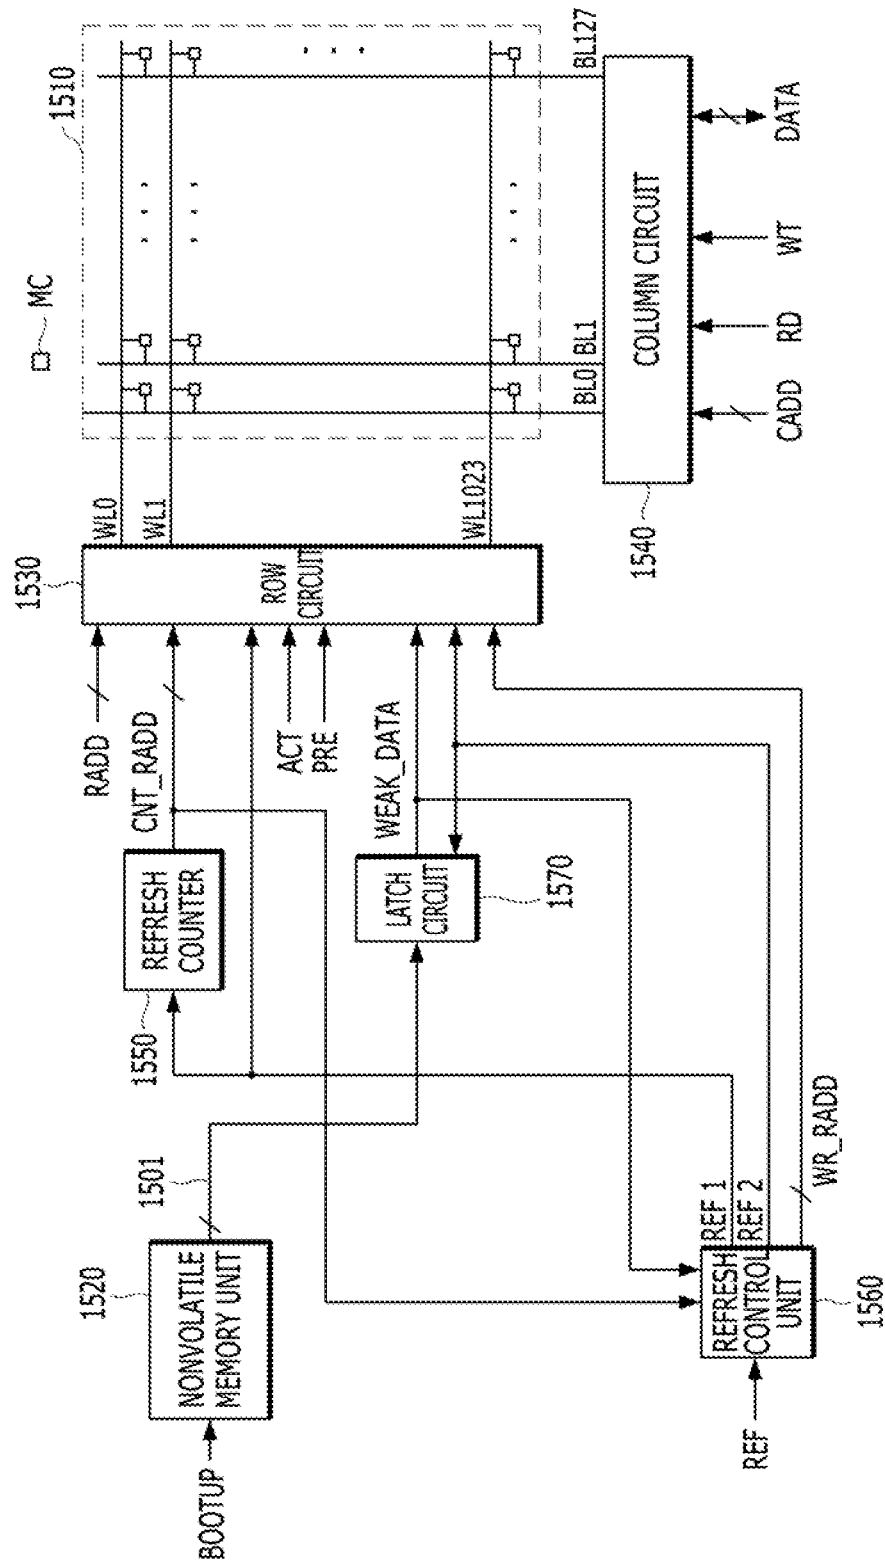 BOOTUP
NONVOLATILE
MEMORY UNIT
1520
1501
REFRESH
COUNTER
1550
RADD
CNT_RADD
ACT
PRE
WEAK_DATA
LATCH
CIRCUIT
1570
REF
REFRESH
CONTROL
UNIT
1560
REF 1
REF 2
WR_RADD
ROW
CIRCUIT
1530
WL0
WL1
WL1023
MC
1510
BL0
BL1
BL127
COLUMN CIRCUIT
1540
CADD
RD
WT
DATA